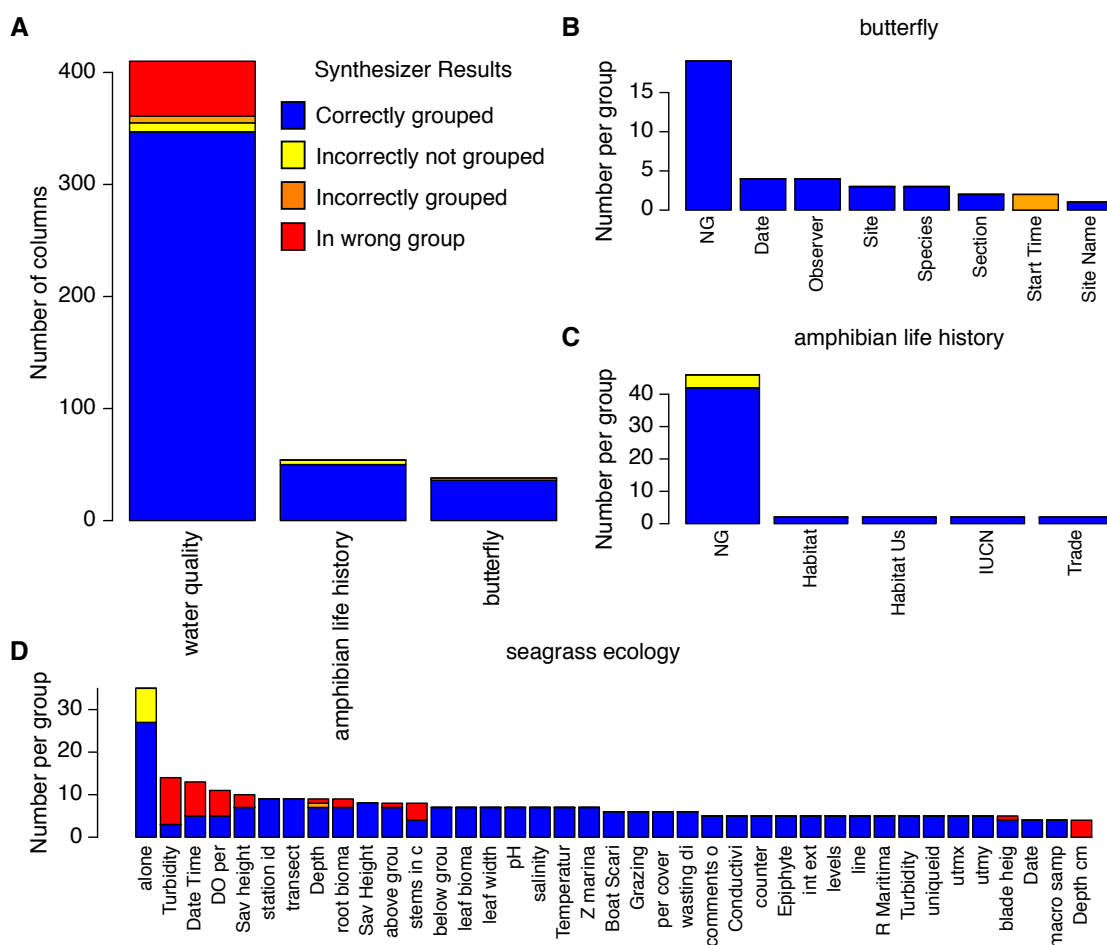 A
Number of columns
0
100
200
300
400
water quality
amphibian life history
butterfly
Synthesizer Results
Correctly grouped
Incorrectly not grouped
Incorrectly grouped
In wrong group
B
butterfly
Number per group
0
5
10
15
NG
Date
Observer
Site
Species
Section
Start Time
Site Name
C
amphibian life history
Number per group
0
10
20
30
40
NG
Habitat
Habitat Us
IUCN
Trade
D
seagrass ecology
Number per group
0
10
20
30
alone
Turbidity
Date Time
DO per
Sav height
station id
transect
Depth
root bioma
Sav Height
above grou
stems in c
below grou
leaf bioma
leaf width
pH
salinity
Temperatur
Z marina
Boat Scari
Grazing
per cover
wasting di
comments o
Conductivi
counter
Epiphyte
int ext
levels
line
R Maritima
Turbidity
uniqueid
utmx
utmy
blade heig
Date
macro samp
Depth cm